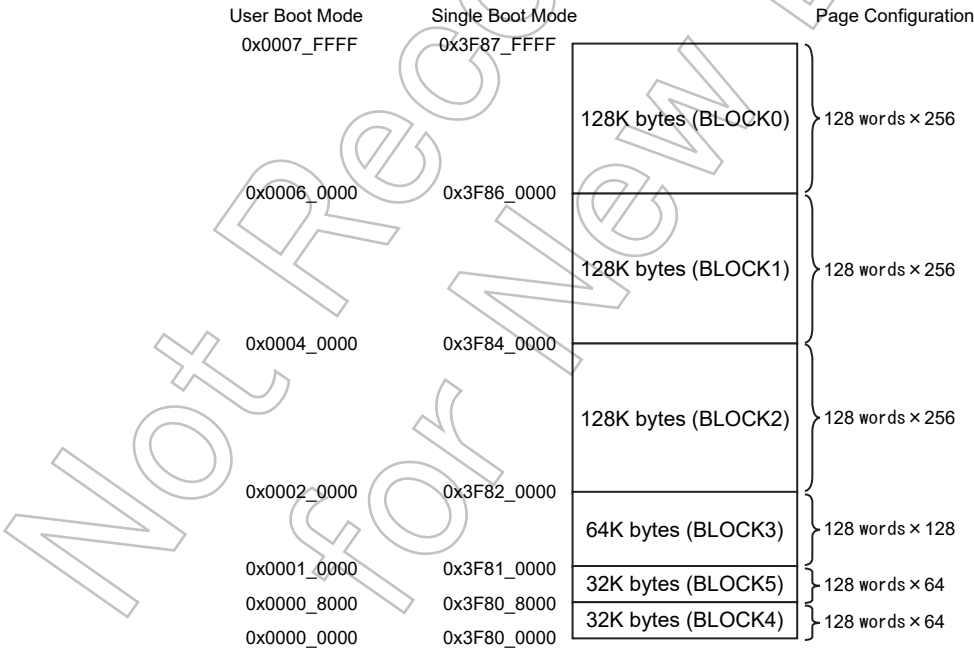 User Boot Mode Single Boot Mode Page Configuration
0x0007_FFFF 0x3F87_FFFF
128K bytes (BLOCK0) 128 words×256
0x0006_0000 0x3F86_0000
128K bytes (BLOCK1) 128 words×256
0x0004_0000 0x3F84_0000
128K bytes (BLOCK2) 128 words×256
0x0002_0000 0x3F82_0000
64K bytes (BLOCK3) 128 words×128
0x0001_0000 0x3F81_0000
32K bytes (BLOCK5) 128 words×64
0x0000_8000 0x3F80_8000
32K bytes (BLOCK4) 128 words×64
0x0000_0000 0x3F80_0000
Not
for New